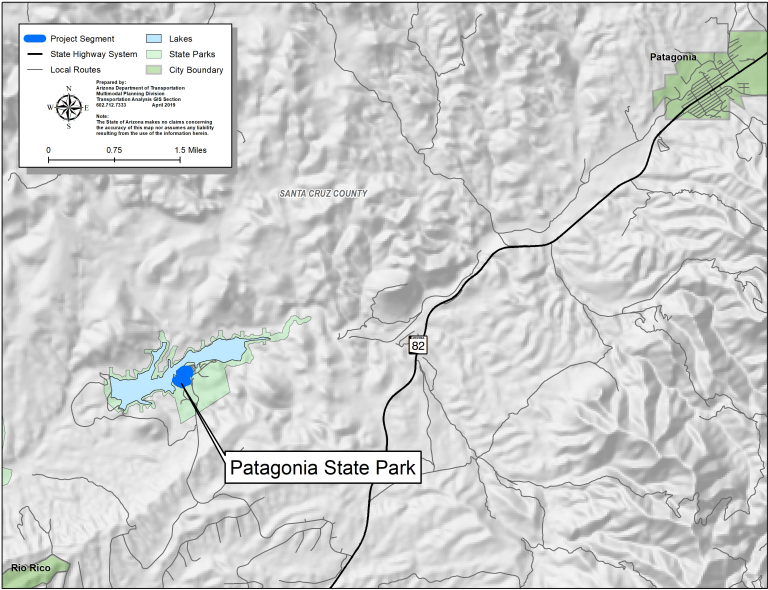 Project Segment
State Highway System
Local Routes
Lakes
State Parks
City Boundary
N
W E
S
Prepared by:
Arizona Department of Transportation
Multimodal Planning Division
Transportation Analysis GIS Section
602.712.7333 April 2019
Note:
The State of Arizona makes no claims concerning
the accuracy of this map nor assumes any liability
resulting from the use of the information herein.
0 0.75 1.5 Miles
Patagonia
SANTA CRUZ COUNTY
82
Patagonia State Park
Rio Rico